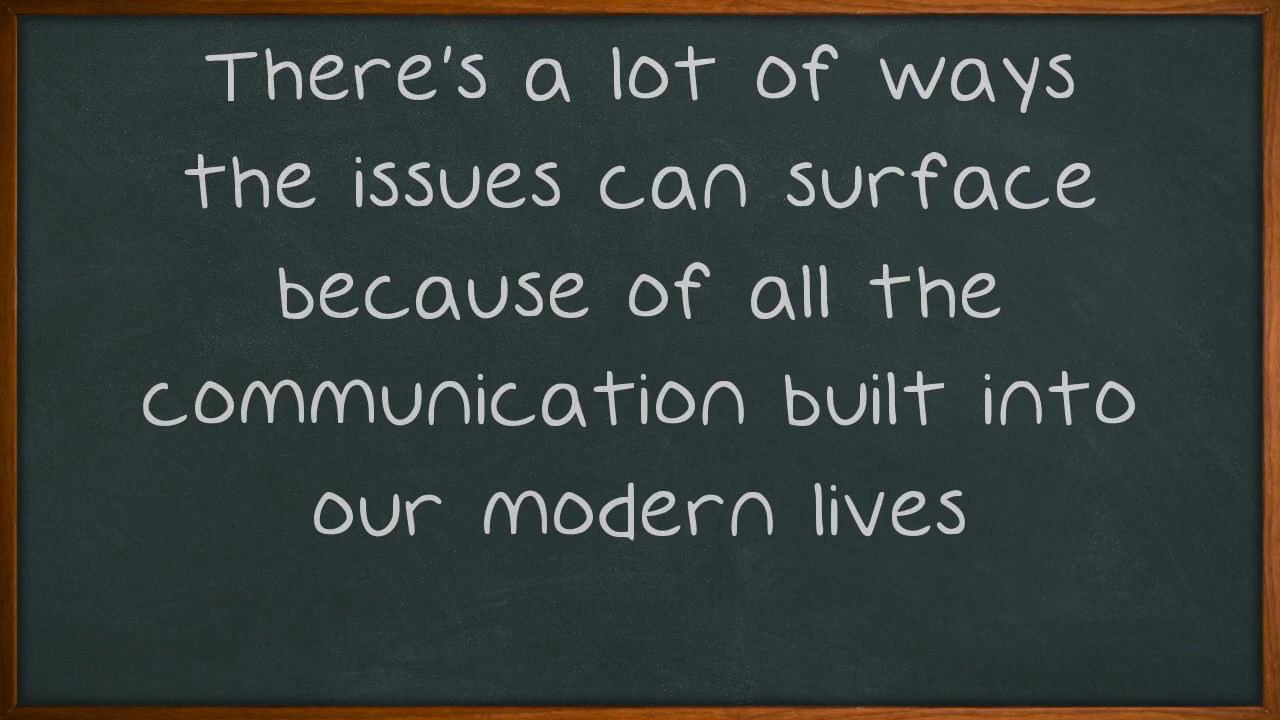 There's a lot of ways
the issues can surface
because of all the
communication built into
our modern lives